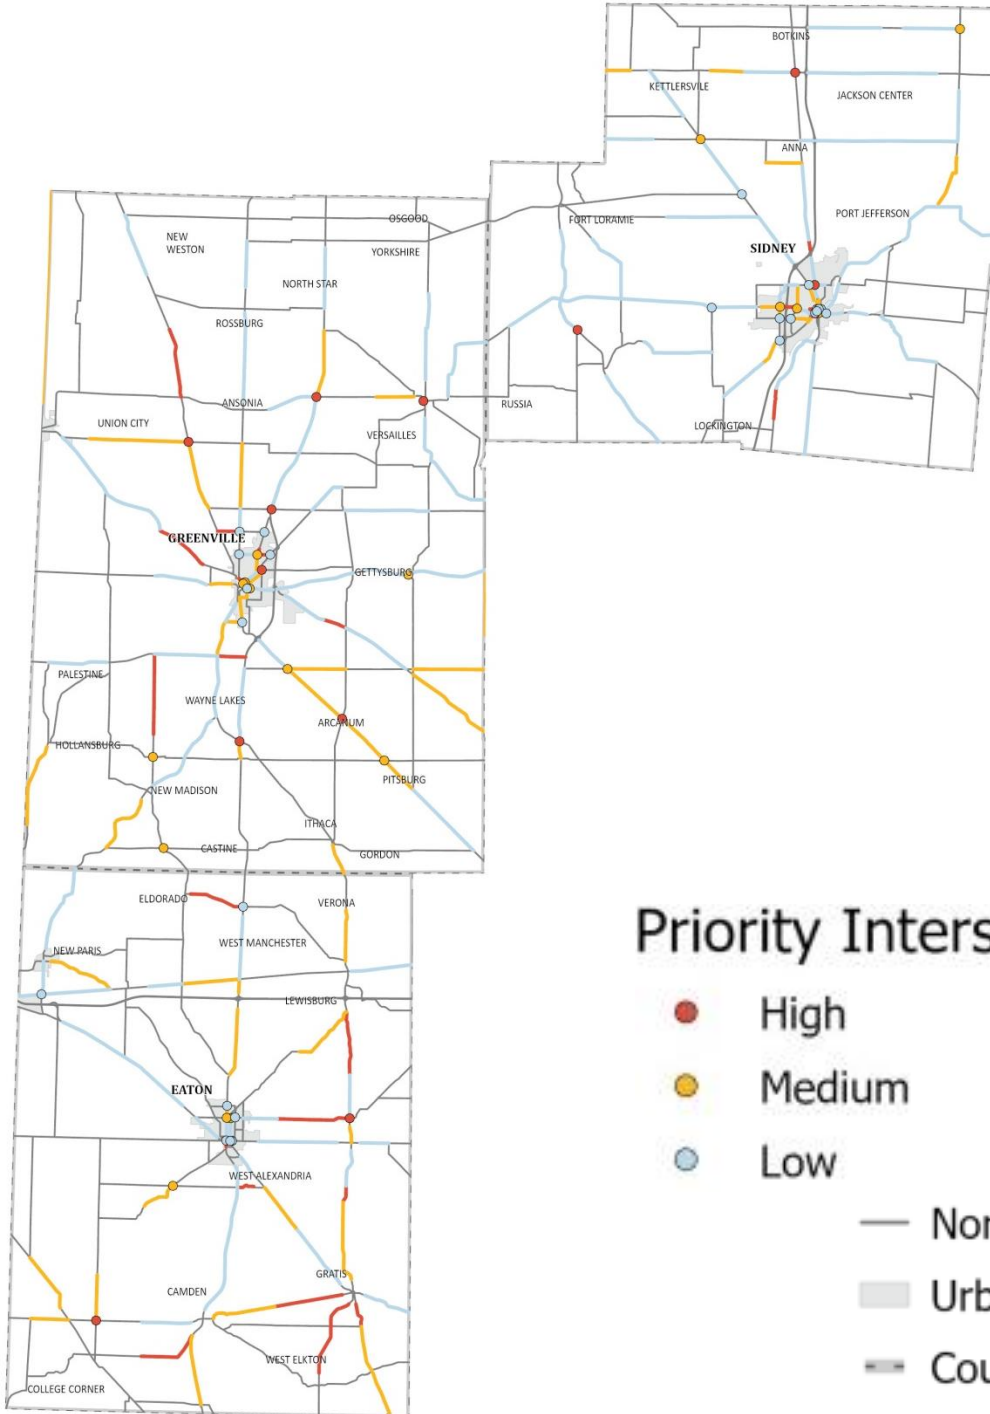 BOTKINS
KETTLERSVILE
JACKSON CENTER
ANNA
PORT JEFFERSON
FORT LORAMIE
SIDNEY
OSGOOD
NEW
WESTON
YORKSHIRE
NORTH STAR
ROSSBURG
ANSONIA
RUSSIA
UNION CITY
VERSAILLES
LOCKINGTON
GREENVILLE
GETTYSBURG
PALESTINE
WAYNE LAKES
ARCANUM
HOLLANSBURG
PITSBURG
NEW MADISON
ITHACA
CASTINE
GORDON
ELDORADO
VERONA
WEST MANCHESTER
NEW PARIS
LEWISBURG
EATON
WEST ALEXANDRIA
GRATIS
CAMDEN
WEST ELKTON
COLLEGE CORNER
Priority Inters
High
Medium
Low
Nor
Urb
Cou